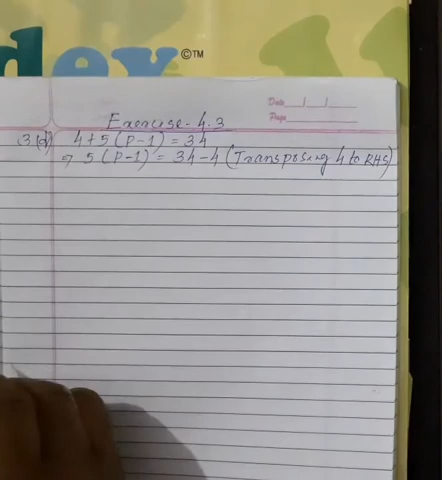 dex ©™
Date / /
Page
Exercise - 4.3
3(d) 4+5(P-1) = 34
⇒ 5(P-1) = 34-4 (Transposing 4 to RHS)